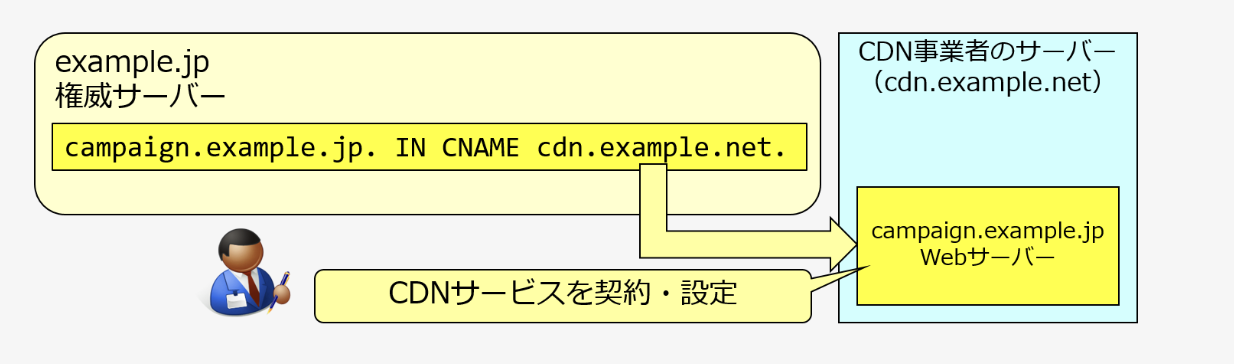 example.jp
権威サーバー
campaign.example.jp. IN CNAME cdn.example.net.
CDN事業者のサーバー
（cdn.example.net）
campaign.example.jp
Webサーバー
CDNサービスを契約・設定